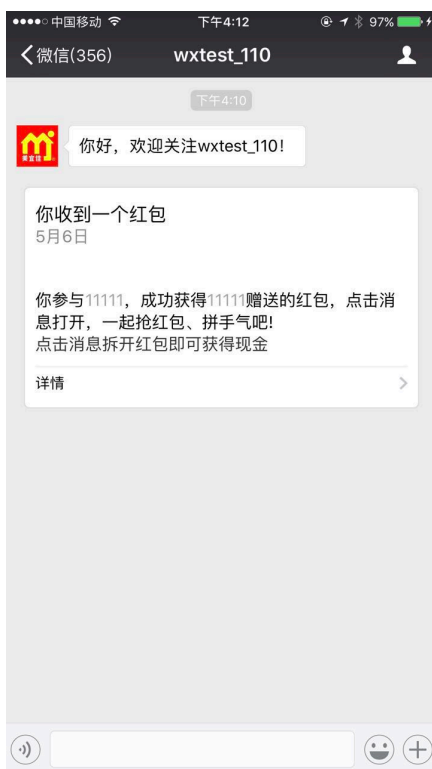 中国移动 下午4:12 97%
微信(356) wxtest_110
下午4:10
你好，欢迎关注wxtest_110！
美宜佳
你收到一个红包
5月6日
你参与11111，成功获得11111赠送的红包，点击消
息打开，一起抢红包、拼手气吧!
点击消息拆开红包即可获得现金
详情